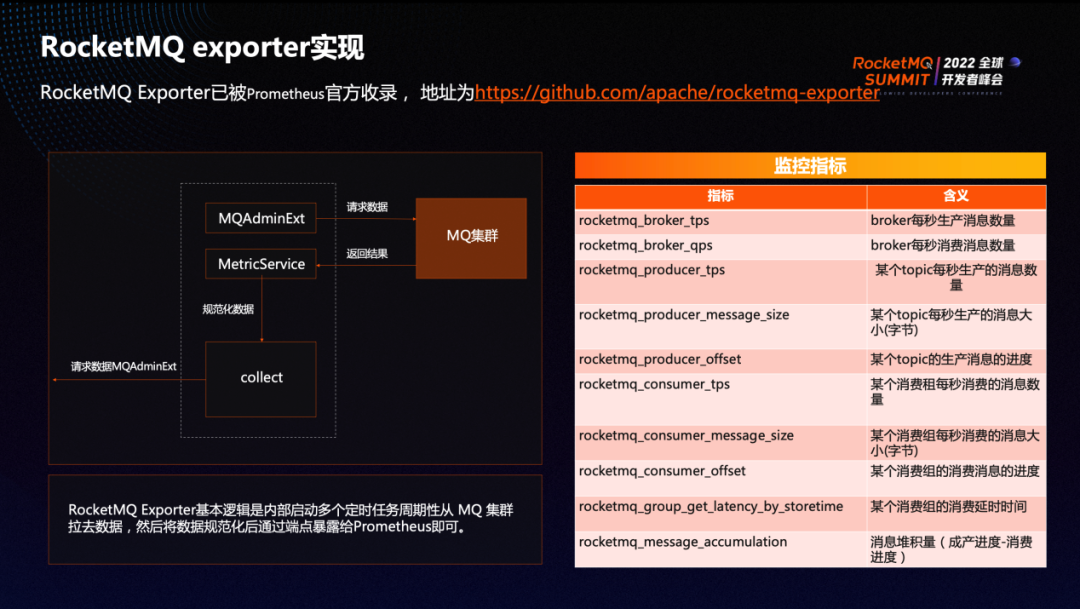 RocketMQ exporter实现
RocketMQ SUMMIT 2022 全球开发者峰会
RocketMQ Exporter已被Prometheus官方收录， 地址为https://github.com/apache/rocketmq-exporter
MQAdminExt
请求数据
MQ集群
MetricService
返回结果
规范化数据
请求数据MQAdminExt
collect
RocketMQ Exporter基本逻辑是内部启动多个定时任务周期性从 MQ 集群
拉去数据，然后将数据规范化后通过端点暴露给Prometheus即可。
监控指标
指标 含义
rocketmq_broker_tps broker每秒生产消息数量
rocketmq_broker_qps broker每秒消费消息数量
rocketmq_producer_tps 某个topic每秒生产的消息数
量
rocketmq_producer_message_size 某个topic每秒生产的消息大
小(字节)
rocketmq_producer_offset 某个topic的生产消息的进度
rocketmq_consumer_tps 某个消费租每秒消费的消息数
量
rocketmq_consumer_message_size 某个消费组每秒消费的消息大
小(字节)
rocketmq_consumer_offset 某个消费组的消费消息的进度
rocketmq_group_get_latency_by_storetime 某个消费组的消费延时时间
rocketmq_message_accumulation 消息堆积量（成产进度-消费
进度）